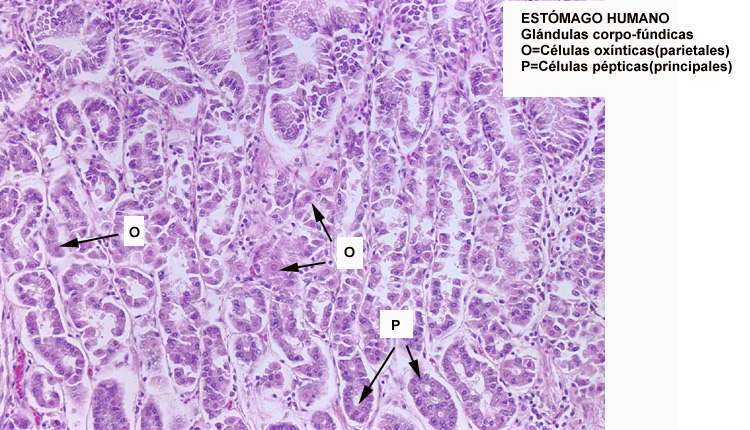 ESTÓMAGO HUMANO
Glándulas corpo-fúndicas
O=Células oxínticas(parietales)
P=Células pépticas(principales)
O
O
P